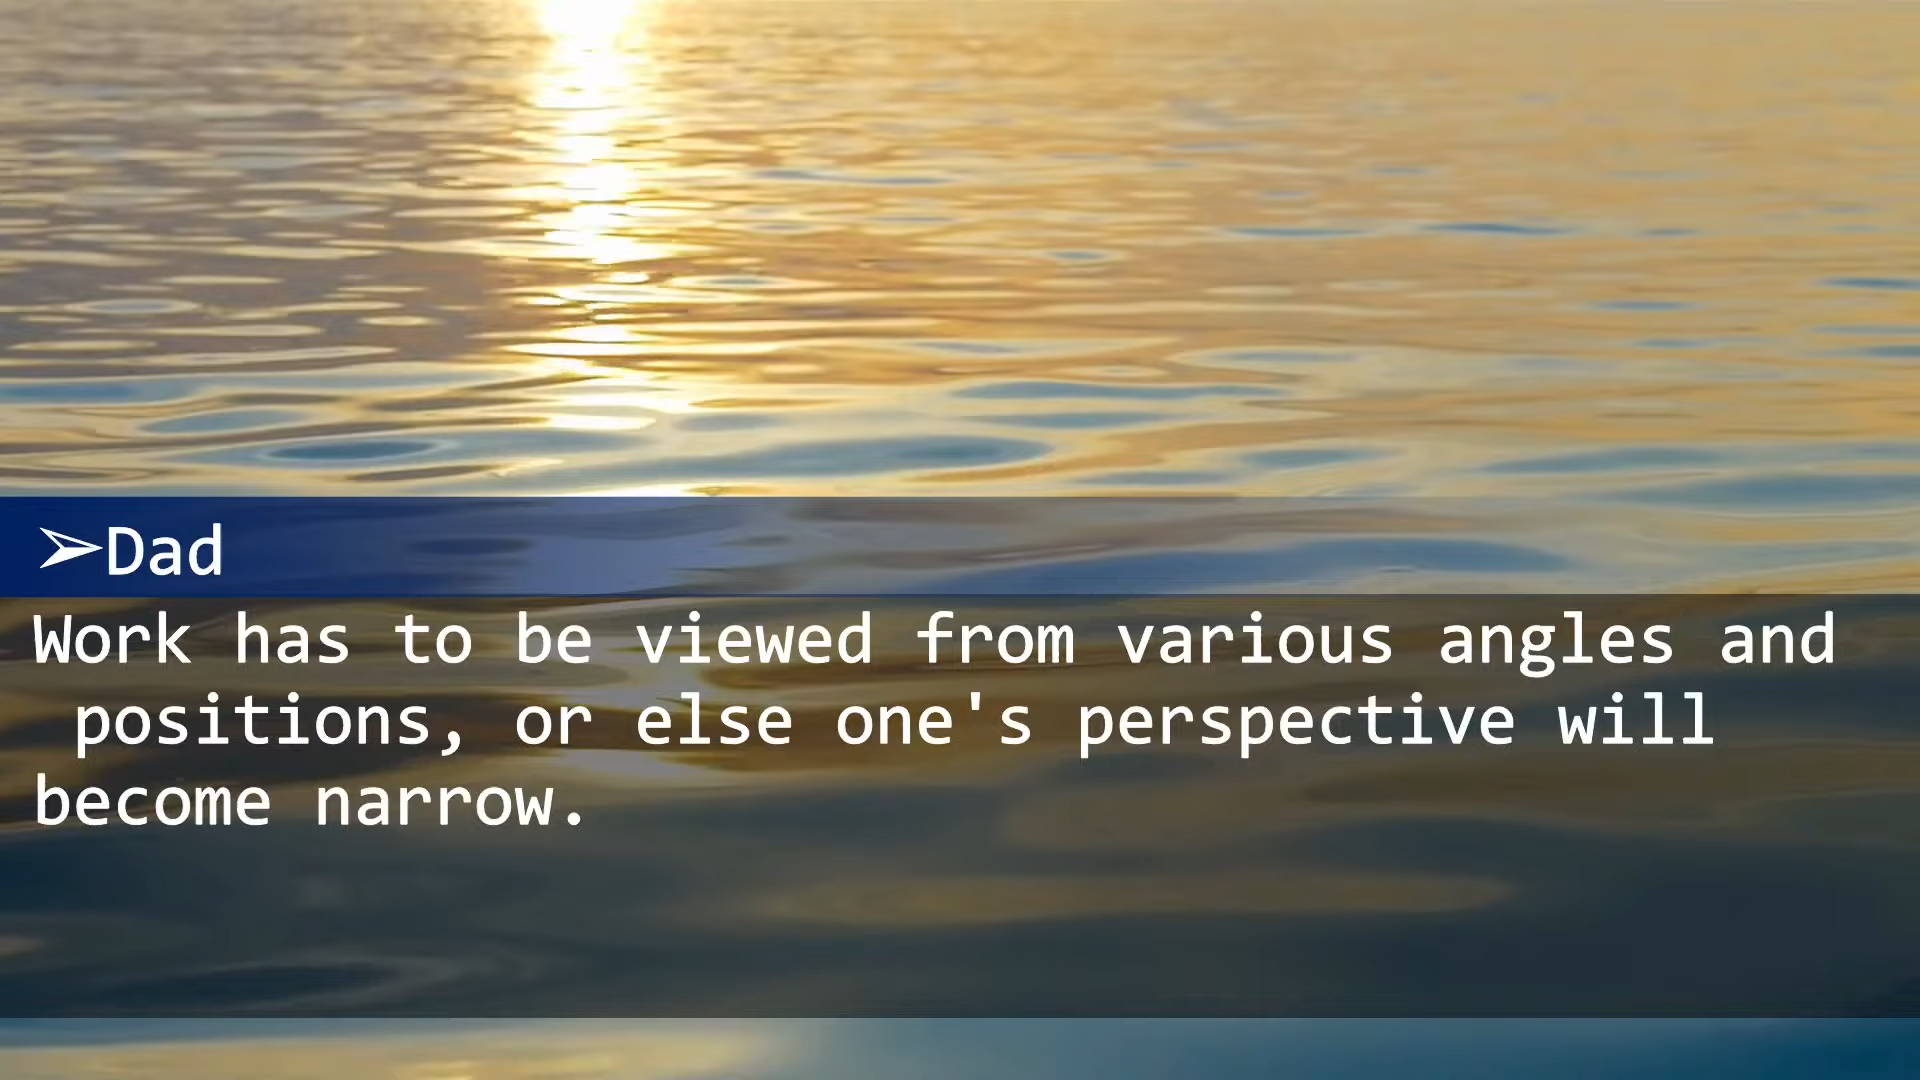 ➢Dad
Work has to be viewed from various angles and
positions, or else one's perspective will
become narrow.